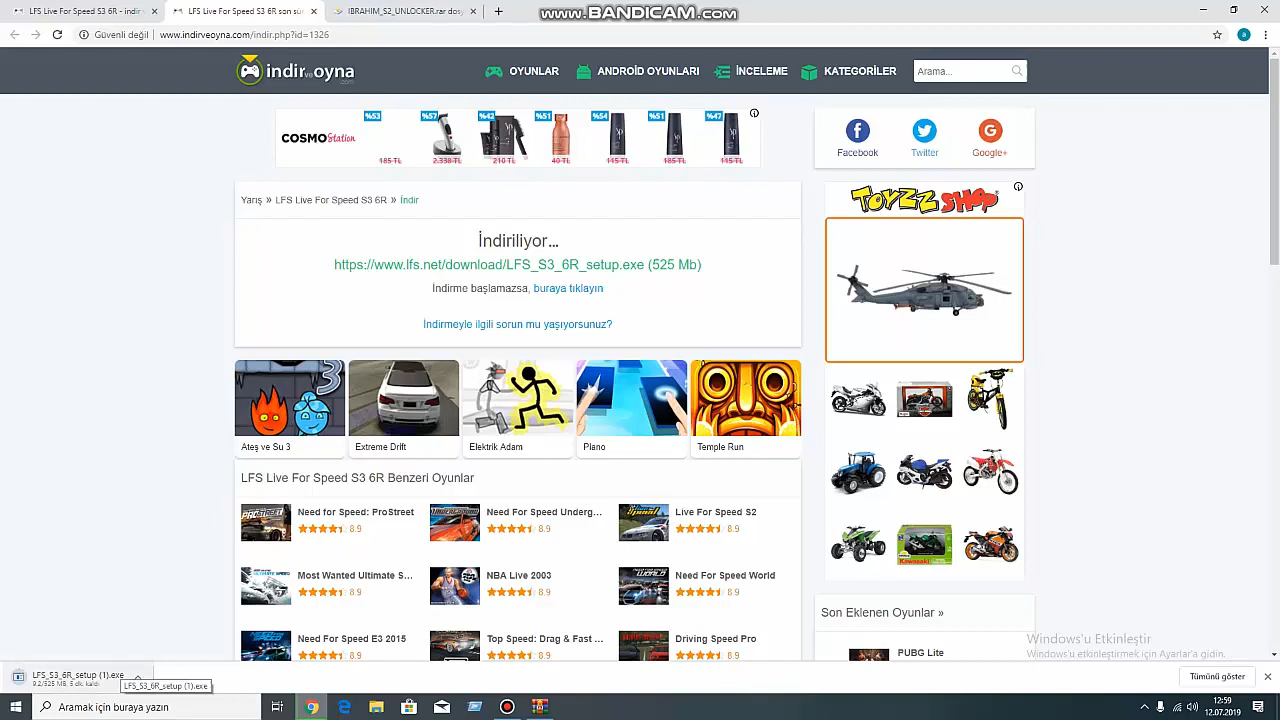 www.BANDICAM.com
LFS Live For Speed S3 6R - indir v
LFS Live For Speed S3 6R son sü
IBRAHIM_S2_UNLOCKER.rar dos
Güvenli değil
www.indirveoyna.com/indir.php?id=1326
indir ve oyna
.com
OYUNLAR
ANDROİD OYUNLARI
İNCELEME
KATEGORİLER
Arama...
COSMO Station
%53
%57
%42
%51
%54
%51
%47
185 TL
2.338 TL
210 TL
40 TL
115 TL
185 TL
115 TL
Facebook
Twitter
Google+
TOYZZ SHOP
Yarış » LFS Live For Speed S3 6R » İndir
İndiriliyor...
https://www.lfs.net/download/LFS_S3_6R_setup.exe (525 Mb)
İndirme başlamazsa, buraya tıklayın
İndirmeyle ilgili sorun mu yaşıyorsunuz?
3
Ateş ve Su 3
Extreme Drift
Elektrik Adam
Piano
Temple Run
LFS Live For Speed S3 6R Benzeri Oyunlar
Need for Speed: ProStreet
8.9
Need For Speed Underg...
8.9
Live For Speed S2
8.9
Most Wanted Ultimate S...
8.9
NBA Live 2003
8.9
Need For Speed World
8.9
Need For Speed E3 2015
8.9
Top Speed: Drag & Fast ...
8.9
Driving Speed Pro
8.9
Son Eklenen Oyunlar »
PUBG Lite
Windows'u Etkinleştir
Windows'u etkinleştirmek için Ayarlar'a gidin.
LFS_S3_6R_setup (1).exe
9.2/525 MB, 5 dk. kaldı
LFS_S3_6R_setup (1).exe
Tümünü göster
Aramak için buraya yazın
12:59
12.07.2019